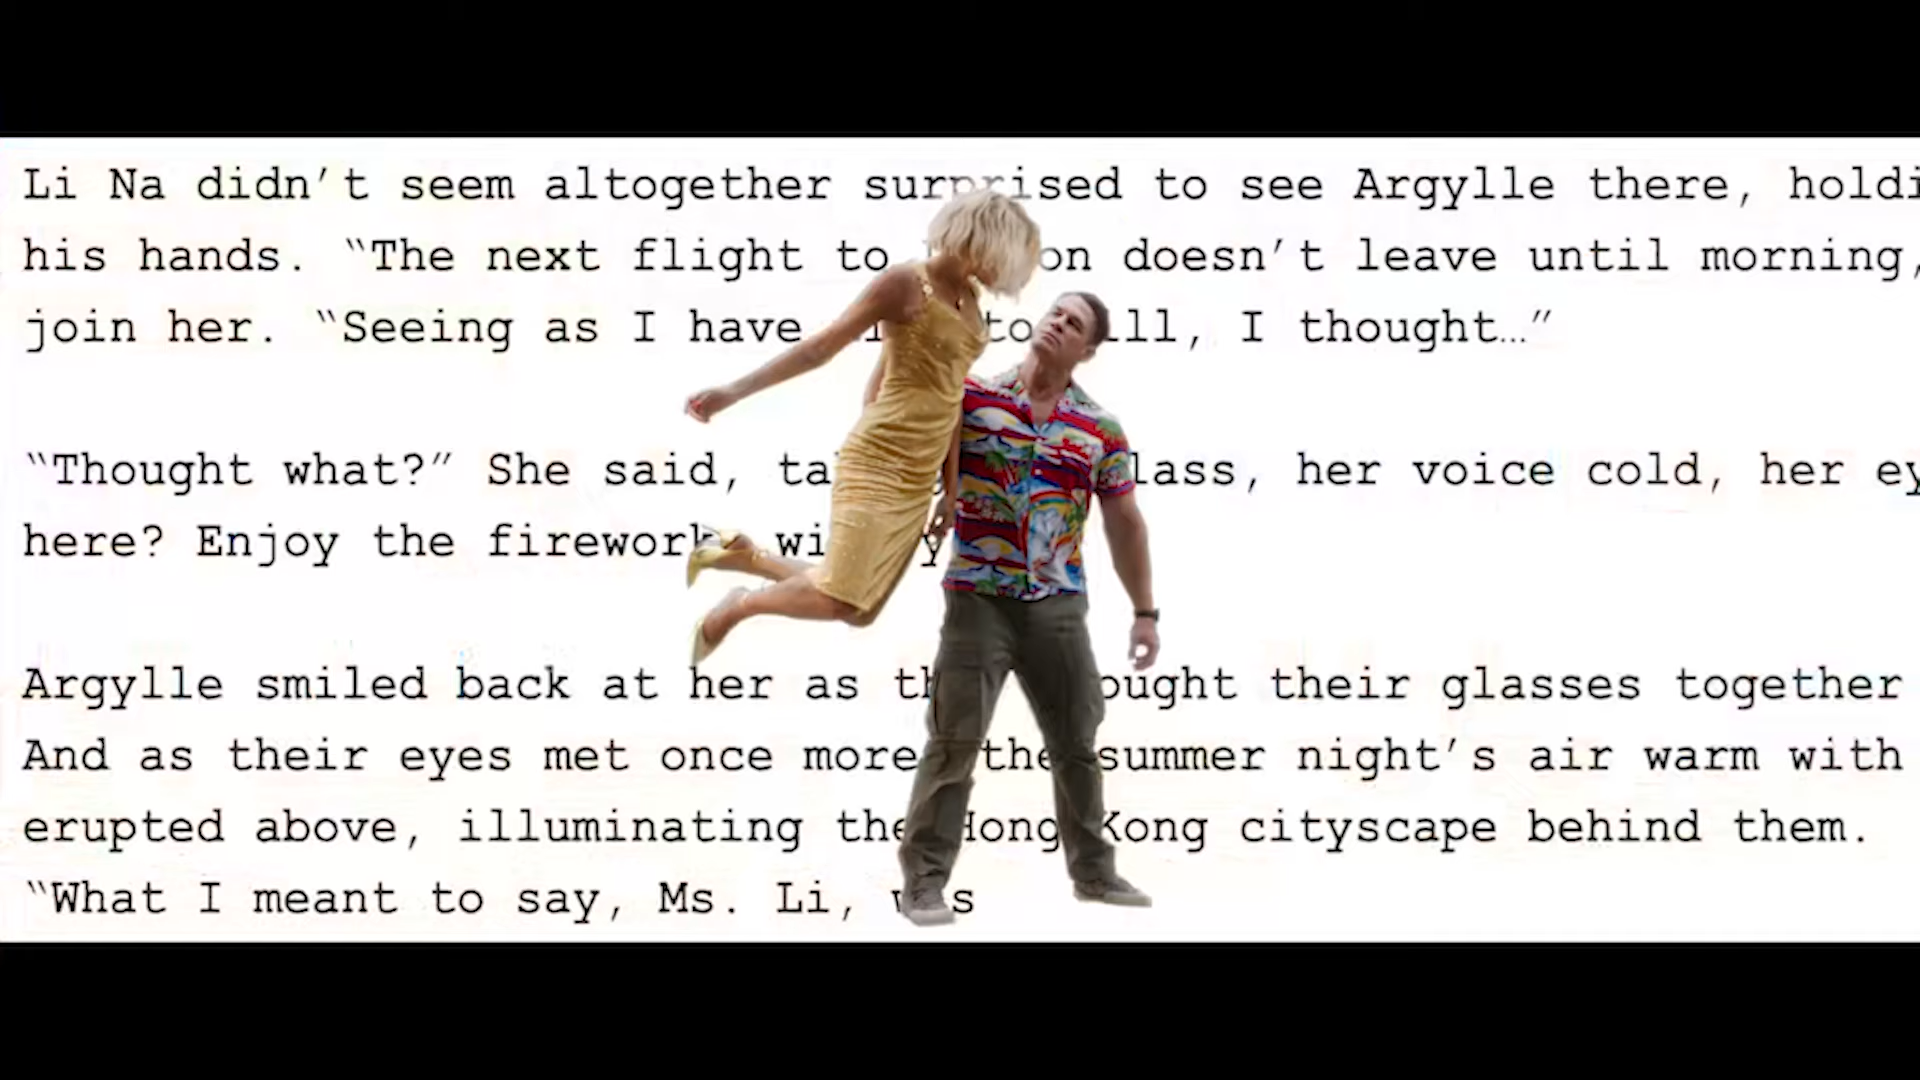 Li Na didn't seem altogether surprised to see Argylle there, holdi
his hands. “The next flight to doesn't leave until morning,
join her. “Seeing as I have I thought…”
“Thought what?” She said, her voice cold, her
here? Enjoy the
Argylle smiled back at her as their glasses together
And as their eyes met once more the summer night's air warm with
erupted above, illuminating the Hong Kong cityscape behind them.
“What I meant to say, Ms. Li,